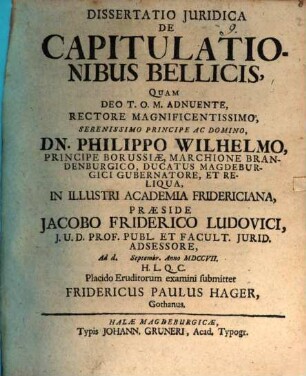 DISSERTATIO JURIDICA
DE 9.
CAPITULATIO-
NIBUS BELLICIS,
QUAM
DEO T. O. M. ADNUENTE,
RECTORE MAGNIFICENTISSIMO,
SERENISSIMO PRINCIPE AC DOMINO,
DN. PHILIPPO WILHELMO,
PRINCIPE BORUSSIÆ, MARCHIONE BRAN-
DENBURGICO, DUCATUS MAGDEBUR-
GICI GUBERNATORE, ET RE-
LIQUA,
IN ILLUSTRI ACADEMIA FRIDERICIANA,
PRÆSIDE
JACOBO FRIDERICO LUDOVICI,
J. U. D. PROF. PUBL. ET FACULT. JURID.
ADSESSORE,
Ad d. Septembr. Anno MDCCVII.
H. L. Q. C.
Placido Eruditorum examini submittet
FRIDERICUS PAULUS HAGER,
Gothanus.
HALÆ MAGDEBURGICÆ,
Typis JOHANN. GRUNERI, Acad. Typogr.